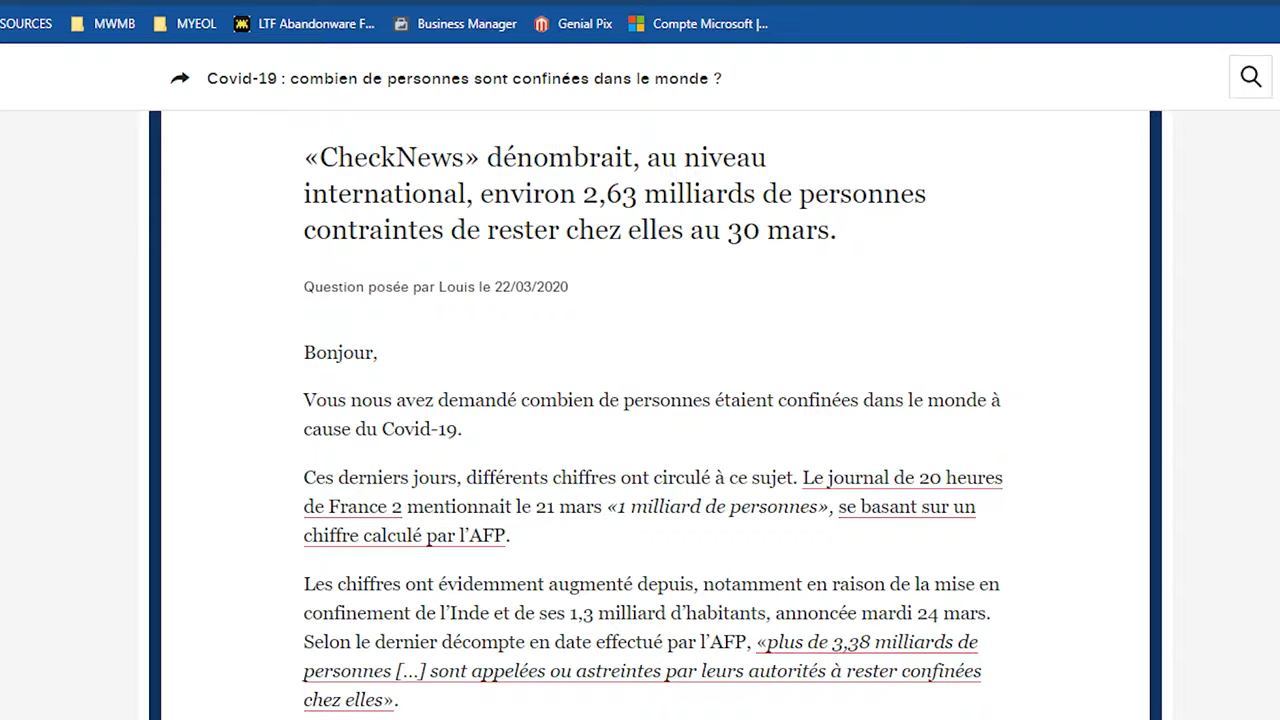 SOURCES MWMB MYEOL LTF Abandonware F... Business Manager Genial Pix Compte Microsoft |...
Covid-19 : combien de personnes sont confinées dans le monde ?
«CheckNews» dénombrait, au niveau
international, environ 2,63 milliards de personnes
contraintes de rester chez elles au 30 mars.
Question posée par Louis le 22/03/2020
Bonjour,
Vous nous avez demandé combien de personnes étaient confinées dans le monde à
cause du Covid-19.
Ces derniers jours, différents chiffres ont circulé à ce sujet. Le journal de 20 heures
de France 2 mentionnait le 21 mars «1 milliard de personnes», se basant sur un
chiffre calculé par l’AFP.
Les chiffres ont évidemment augmenté depuis, notamment en raison de la mise en
confinement de l’Inde et de ses 1,3 milliard d’habitants, annoncée mardi 24 mars.
Selon le dernier décompte en date effectué par l’AFP, «plus de 3,38 milliards de
personnes [...] sont appelées ou astreintes par leurs autorités à rester confinées
chez elles».